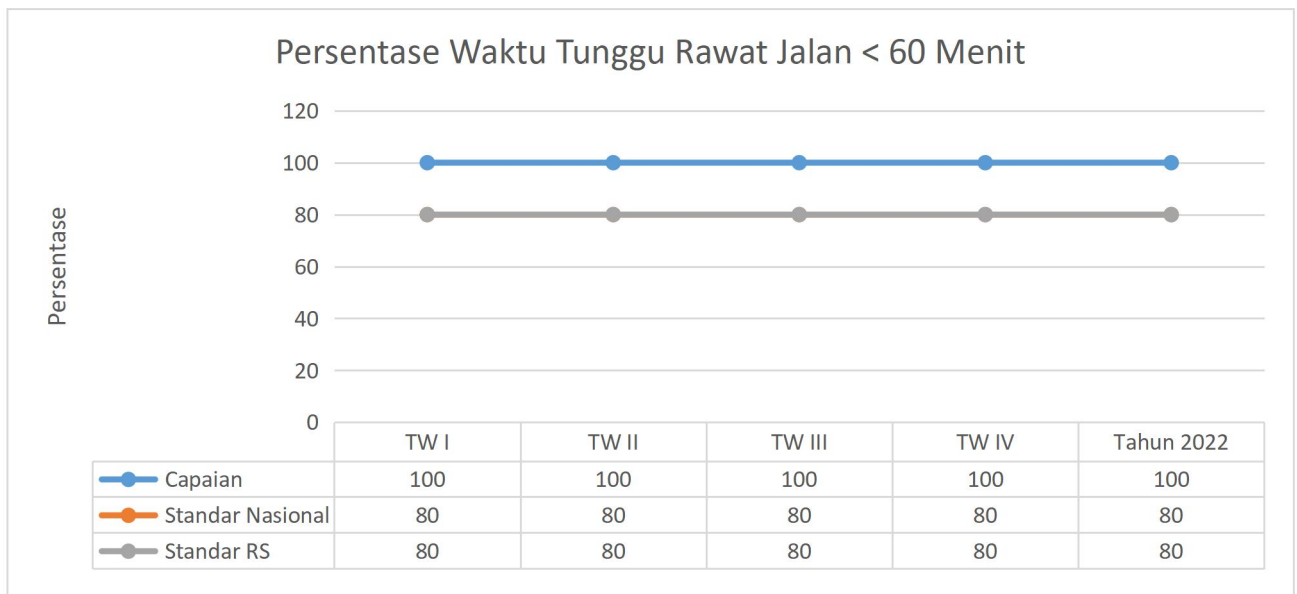 Persentase Waktu Tunggu Rawat Jalan < 60 Menit
Persentase
120
100
80
60
40
20
0
TW I TW II TW III TW IV Tahun 2022
Capaian 100 100 100 100 100
Standar Nasional 80 80 80 80 80
Standar RS 80 80 80 80 80